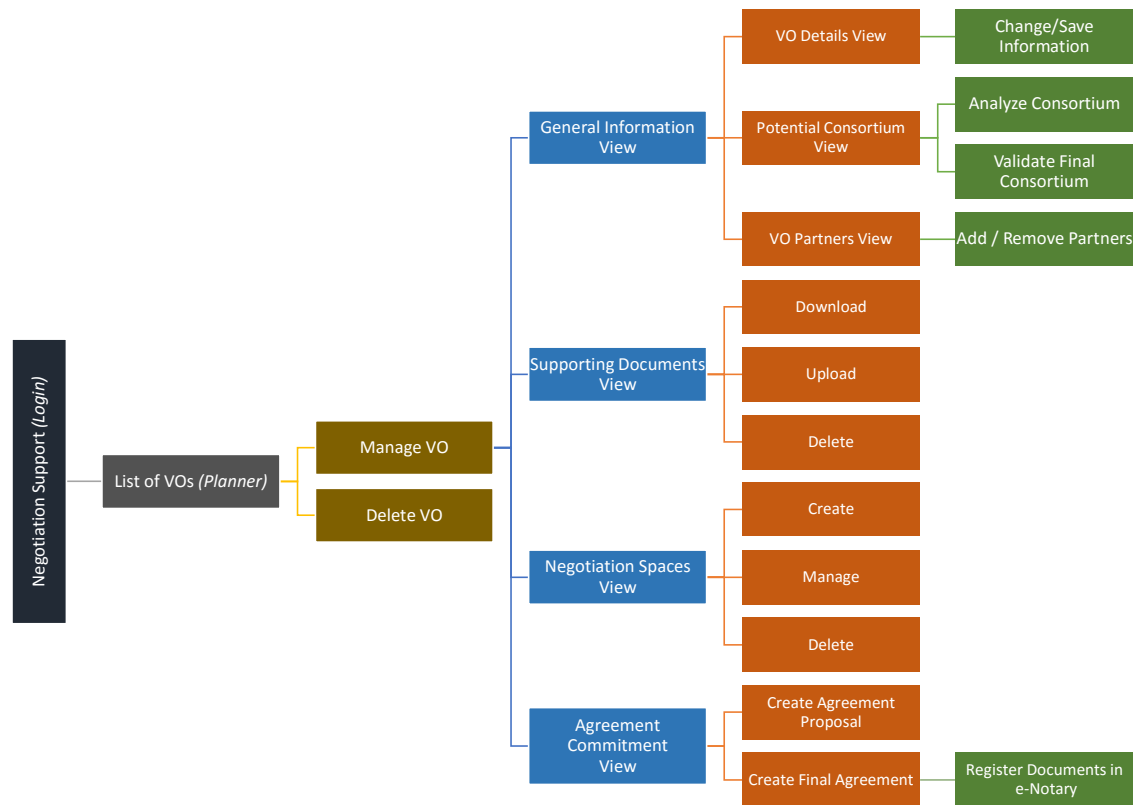 Negotiation Support (Login)
List of VOs (Planner)
Manage VO
Delete VO
General Information
View
Supporting Documents
View
Negotiation Spaces
View
Agreement
Commitment
View
VO Details View
Potential Consortium
View
VO Partners View
Download
Upload
Delete
Create
Manage
Delete
Create Agreement
Proposal
Create Final Agreement
Change/Save
Information
Analyze Consortium
Validate Final
Consortium
Add / Remove Partners
Register Documents in
e-Notary